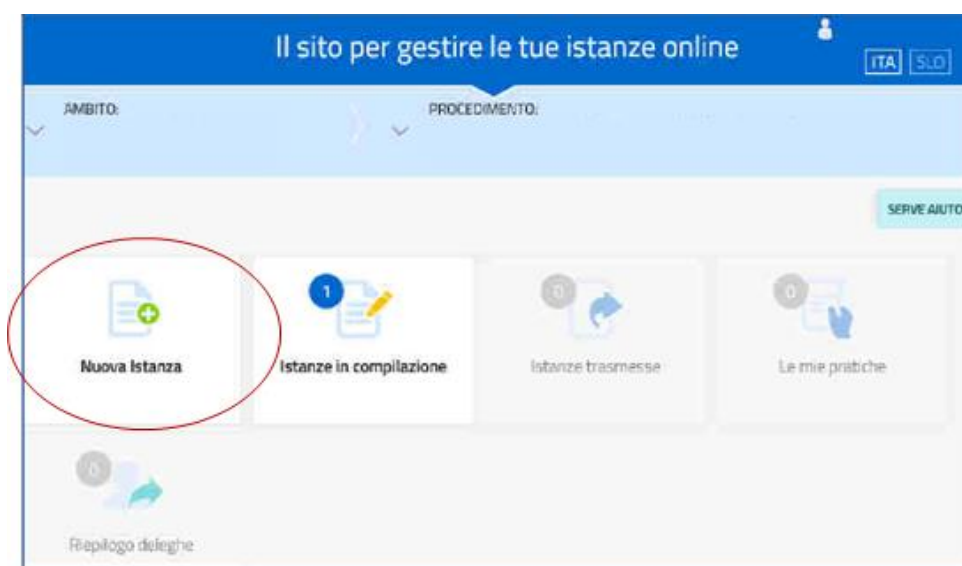 Il sito per gestire le tue istanze online
ITA SLO
AMBITO: PROCEDIMENTO:
SERVE AIUTO
1 0 0
Nuova Istanza Istanze in compilazione Istanze trasmesse Le mie pratiche
0
Riepilogo deleghe